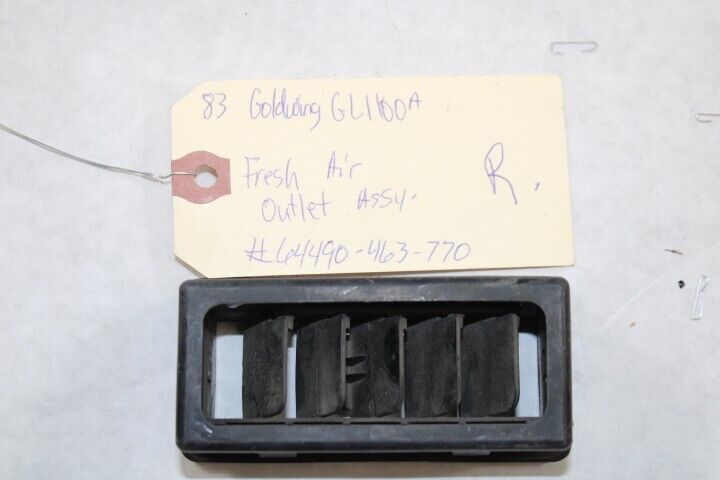 83 Goldwing GL1100A
Fresh Air
Outlet Assy.
R.
#64490-463-770